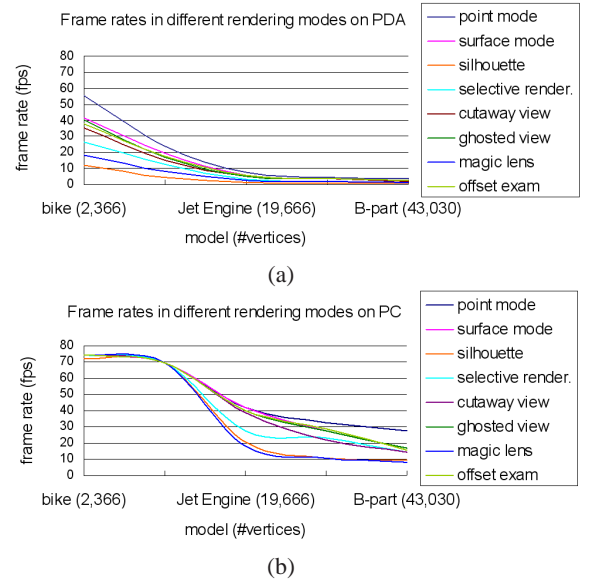 Frame rates in different rendering modes on PDA
frame rate (fps)
80
70
60
50
40
30
20
10
0
bike (2,366)
Jet Engine (19,666)
B-part (43,030)
model (#vertices)
point mode
surface mode
silhouette
selective render.
cutaway view
ghosted view
magic lens
offset exam
(a)
Frame rates in different rendering modes on PC
frame rate (fps)
80
70
60
50
40
30
20
10
0
bike (2,366)
Jet Engine (19,666)
B-part (43,030)
model (#vertices)
point mode
surface mode
silhouette
selective render.
cutaway view
ghosted view
magic lens
offset exam
(b)